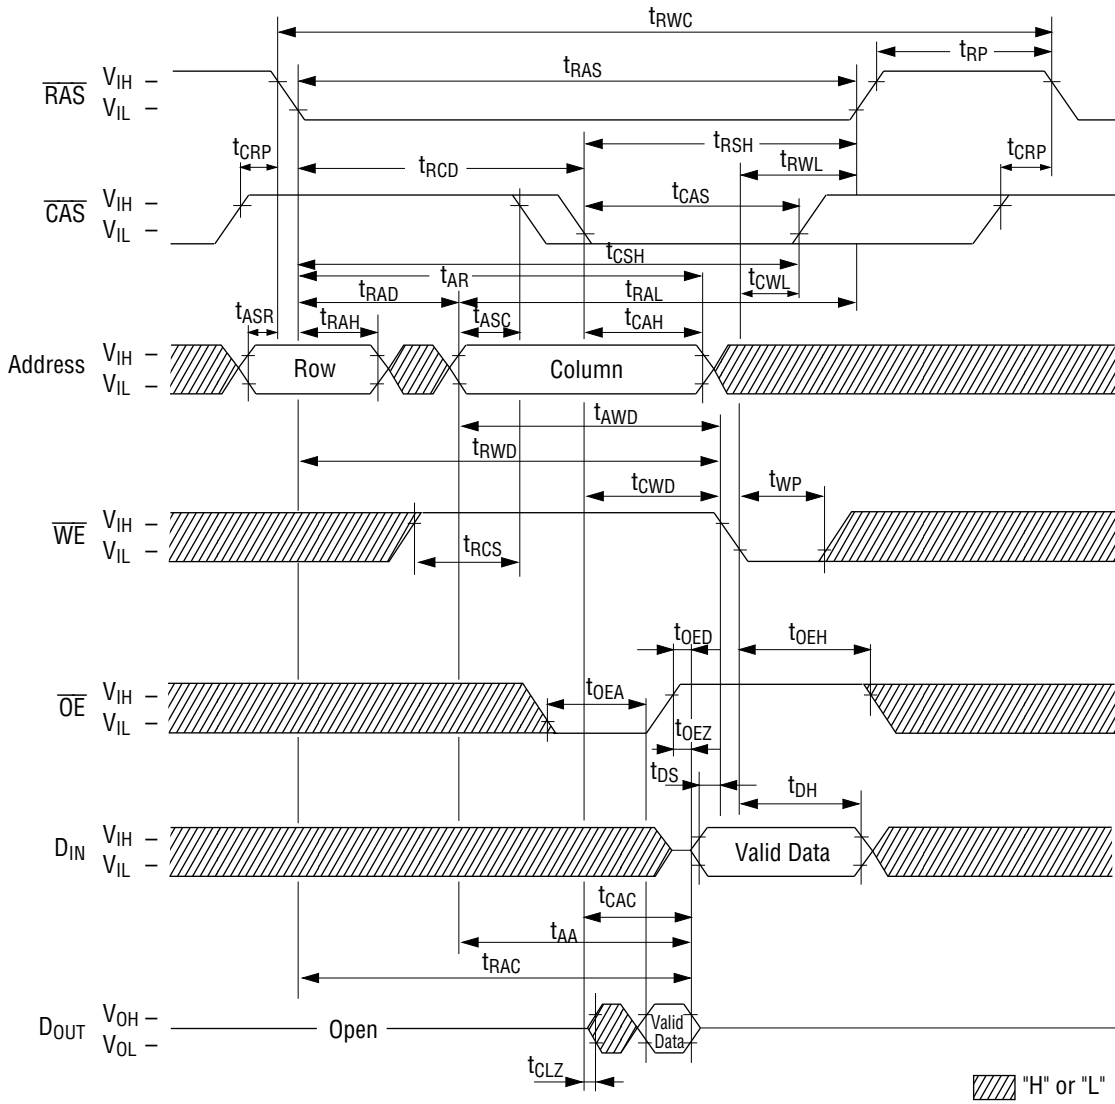 tRWC
tRP
RAS VIH –
VIL –
tRAS
tRSH
tCRP tRCD tRWL tCRP
CAS VIH –
VIL –
tCAS
tCSH
tAR tCWL
tRAD tRAL
tASR tRAH tASC tCAH
Address VIH –
VIL –
Row Column
tAWD
tRWD
tCWD tWP
WE VIH –
VIL –
tRCS
tOED tOEH
OE VIH –
VIL –
tOEA
tOEZ
tDS tDH
DIN VIH –
VIL –
Valid Data
tCAC
tAA
tRAC
DOUT VOH –
VOL –
Open Valid
Data
tCLZ
"H" or "L"